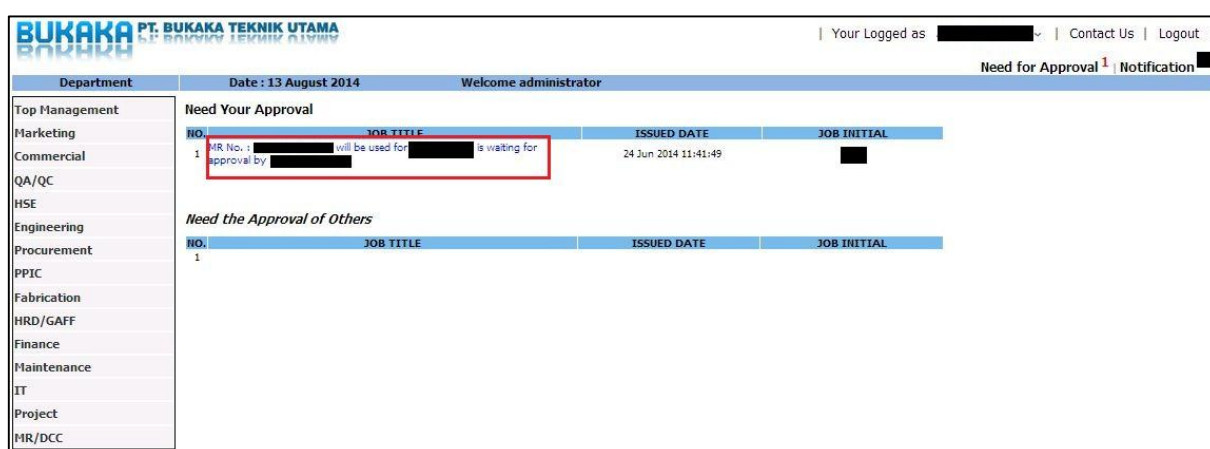 BUKAKA PT. BUKAKA TEKNIK UTAMA
| Your Logged as | Contact Us | Logout
Need for Approval 1 | Notification
Department Date : 13 August 2014 Welcome administrator
Top Management
Marketing
Commercial
QA/QC
HSE
Engineering
Procurement
PPIC
Fabrication
HRD/GAFF
Finance
Maintenance
IT
Project
MR/DCC
Need Your Approval
NO. JOB TITLE ISSUED DATE JOB INITIAL
1 MR No. : will be used for is waiting for 24 Jun 2014 11:41:49
approval by
Need the Approval of Others
NO. JOB TITLE ISSUED DATE JOB INITIAL
1